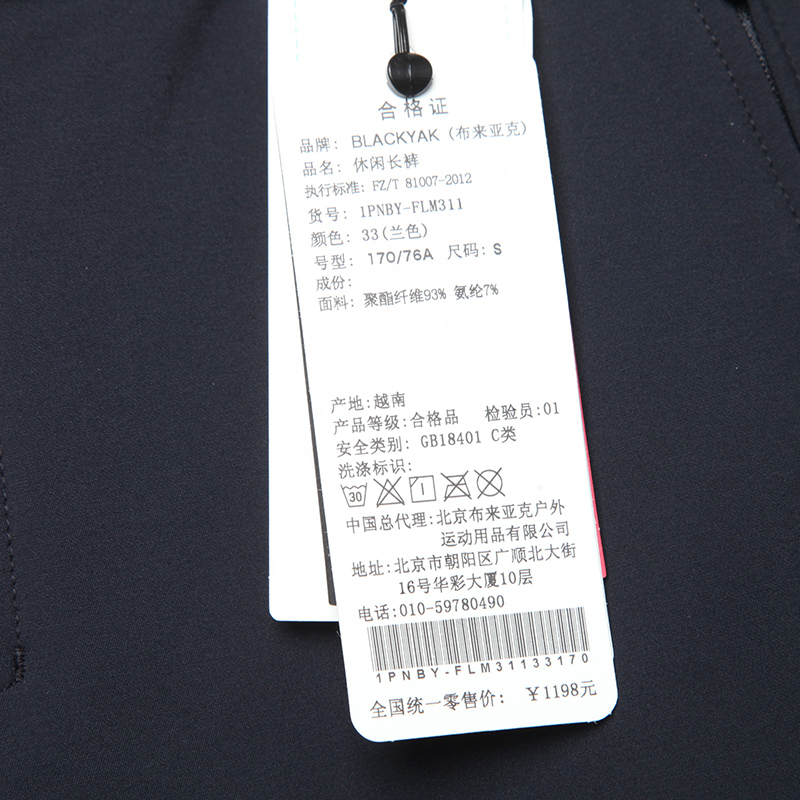 合格证
品牌: BLACKYAK (布来亚克)
品名: 休闲长裤
执行标准: FZ/T 81007-2012
货号: 1PNBY-FLM311
颜色: 33(兰色)
号型: 170/76A 尺码: S
成份:
面料: 聚酯纤维93% 氨纶7%
产地:越南
产品等级:合格品 检验员:01
安全类别: GB18401 C类
洗涤标识:
30
中国总代理:北京布来亚克户外
运动用品有限公司
地址:北京市朝阳区广顺北大街
16号华彩大厦10层
电话:010-59780490
1PNBY-FLM31133170
全国统一零售价: ¥1198元